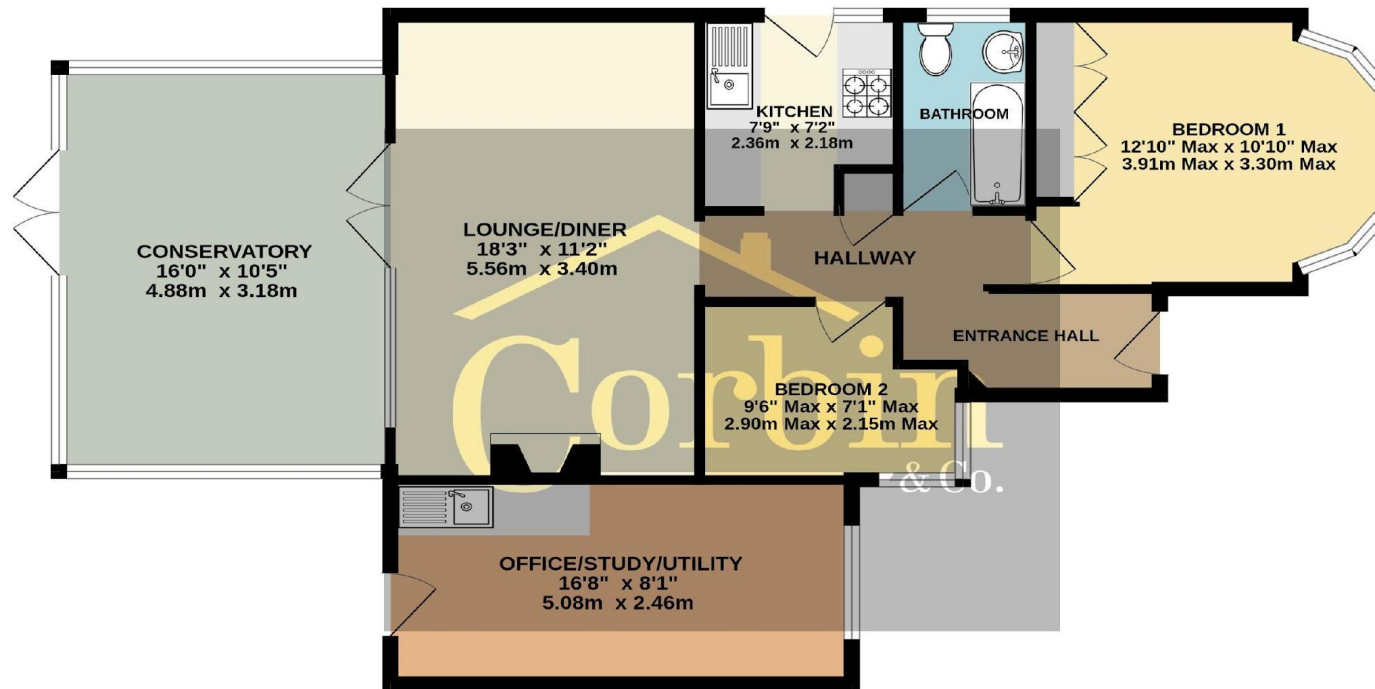 KITCHEN
7'9" x 7'2"
2.36m x 2.18m
BATHROOM
BEDROOM 1
12'10" Max x 10'10" Max
3.91m Max x 3.30m Max
CONSERVATORY
16'0" x 10'5"
4.88m x 3.18m
LOUNGE/DINER
18'3" x 11'2"
5.56m x 3.40m
HALLWAY
ENTRANCE HALL
BEDROOM 2
9'6" Max x 7'1" Max
2.90m Max x 2.15m Max
Corbin
& Co.
OFFICE/STUDY/UTILITY
16'8" x 8'1"
5.08m x 2.46m